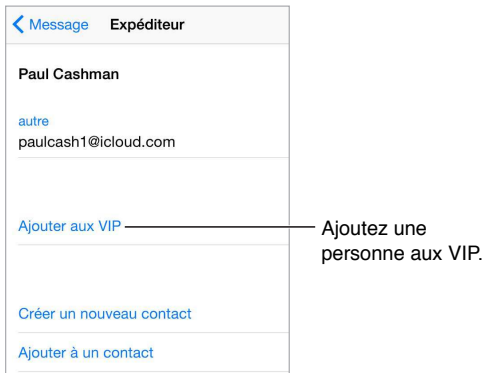 Message Expéditeur
Paul Cashman
autre
paulcash1@icloud.com
Ajouter aux VIP
Ajoutez une
personne aux VIP.
Créer un nouveau contact
Ajouter à un contact